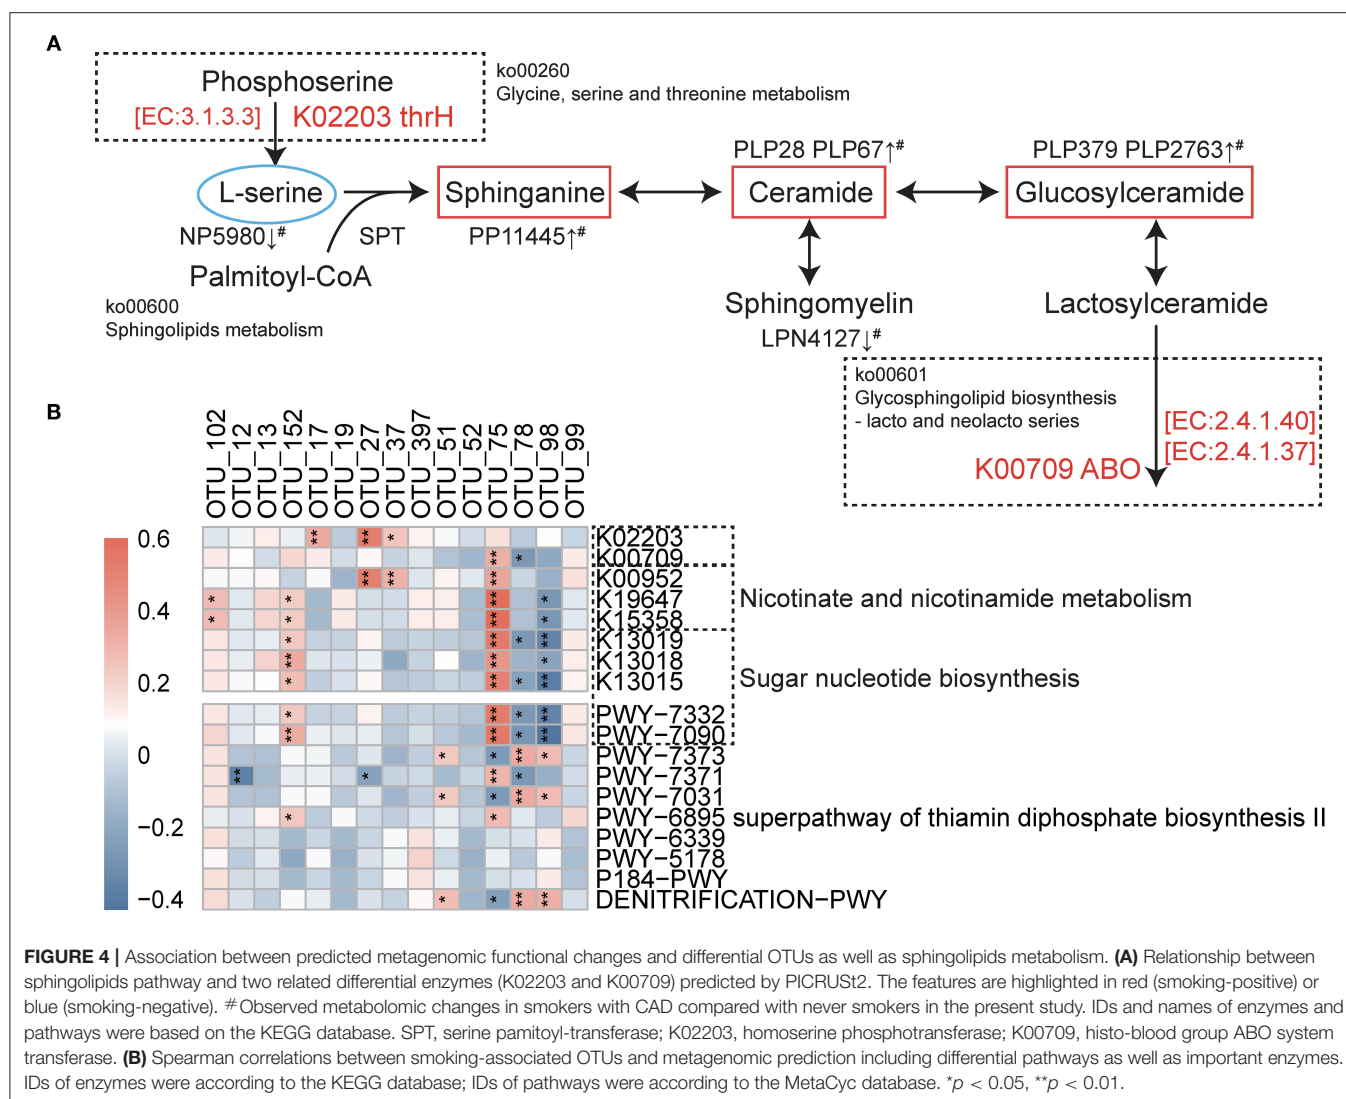 A
Phosphoserine
[EC:3.1.3.3] K02203 thrH
ko00260
Glycine, serine and threonine metabolism
PLP28 PLP67↑#
PLP379 PLP2763↑#
L-serine
Sphinganine
Ceramide
Glucosylceramide
NP5980↓#
SPT
PP11445↑#
Palmitoyl-CoA
ko00600
Sphingolipids metabolism
Sphingomyelin
LPN4127↓#
Lactosylceramide
ko00601
Glycosphingolipid biosynthesis
- lacto and neolacto series
[EC:2.4.1.40]
[EC:2.4.1.37]
K00709 ABO
B
OTU_102
OTU_12
OTU_13
OTU_152
OTU_17
OTU_19
OTU_27
OTU_37
OTU_397
OTU_51
OTU_52
OTU_75
OTU_78
OTU_98
OTU_99
0.6
0.4
0.2
0
−0.2
−0.4
** ** * K02203
** * K00709
** ** ** K00952
* * ** * K19647
* * ** * K15358
* ** * ** K13019
** ** * K13018
* ** * ** K13015
Nicotinate and nicotinamide metabolism
Sugar nucleotide biosynthesis
* ** * ** PWY−7332
** ** * ** PWY−7090
* * ** * PWY−7373
** * ** * PWY−7371
* * ** * PWY−7031
* * PWY−6895 superpathway of thiamin diphosphate biosynthesis II
PWY−6339
PWY−5178
P184−PWY
* * ** ** DENITRIFICATION−PWY
FIGURE 4 | Association between predicted metagenomic functional changes and differential OTUs as well as sphingolipids metabolism. (A) Relationship between
sphingolipids pathway and two related differential enzymes (K02203 and K00709) predicted by PICRUSt2. The features are highlighted in red (smoking-positive) or
blue (smoking-negative). #Observed metabolomic changes in smokers with CAD compared with never smokers in the present study. IDs and names of enzymes and
pathways were based on the KEGG database. SPT, serine pamitoyl-transferase; K02203, homoserine phosphotransferase; K00709, histo-blood group ABO system
transferase. (B) Spearman correlations between smoking-associated OTUs and metagenomic prediction including differential pathways as well as important enzymes.
IDs of enzymes were according to the KEGG database; IDs of pathways were according to the MetaCyc database. *p < 0.05, **p < 0.01.